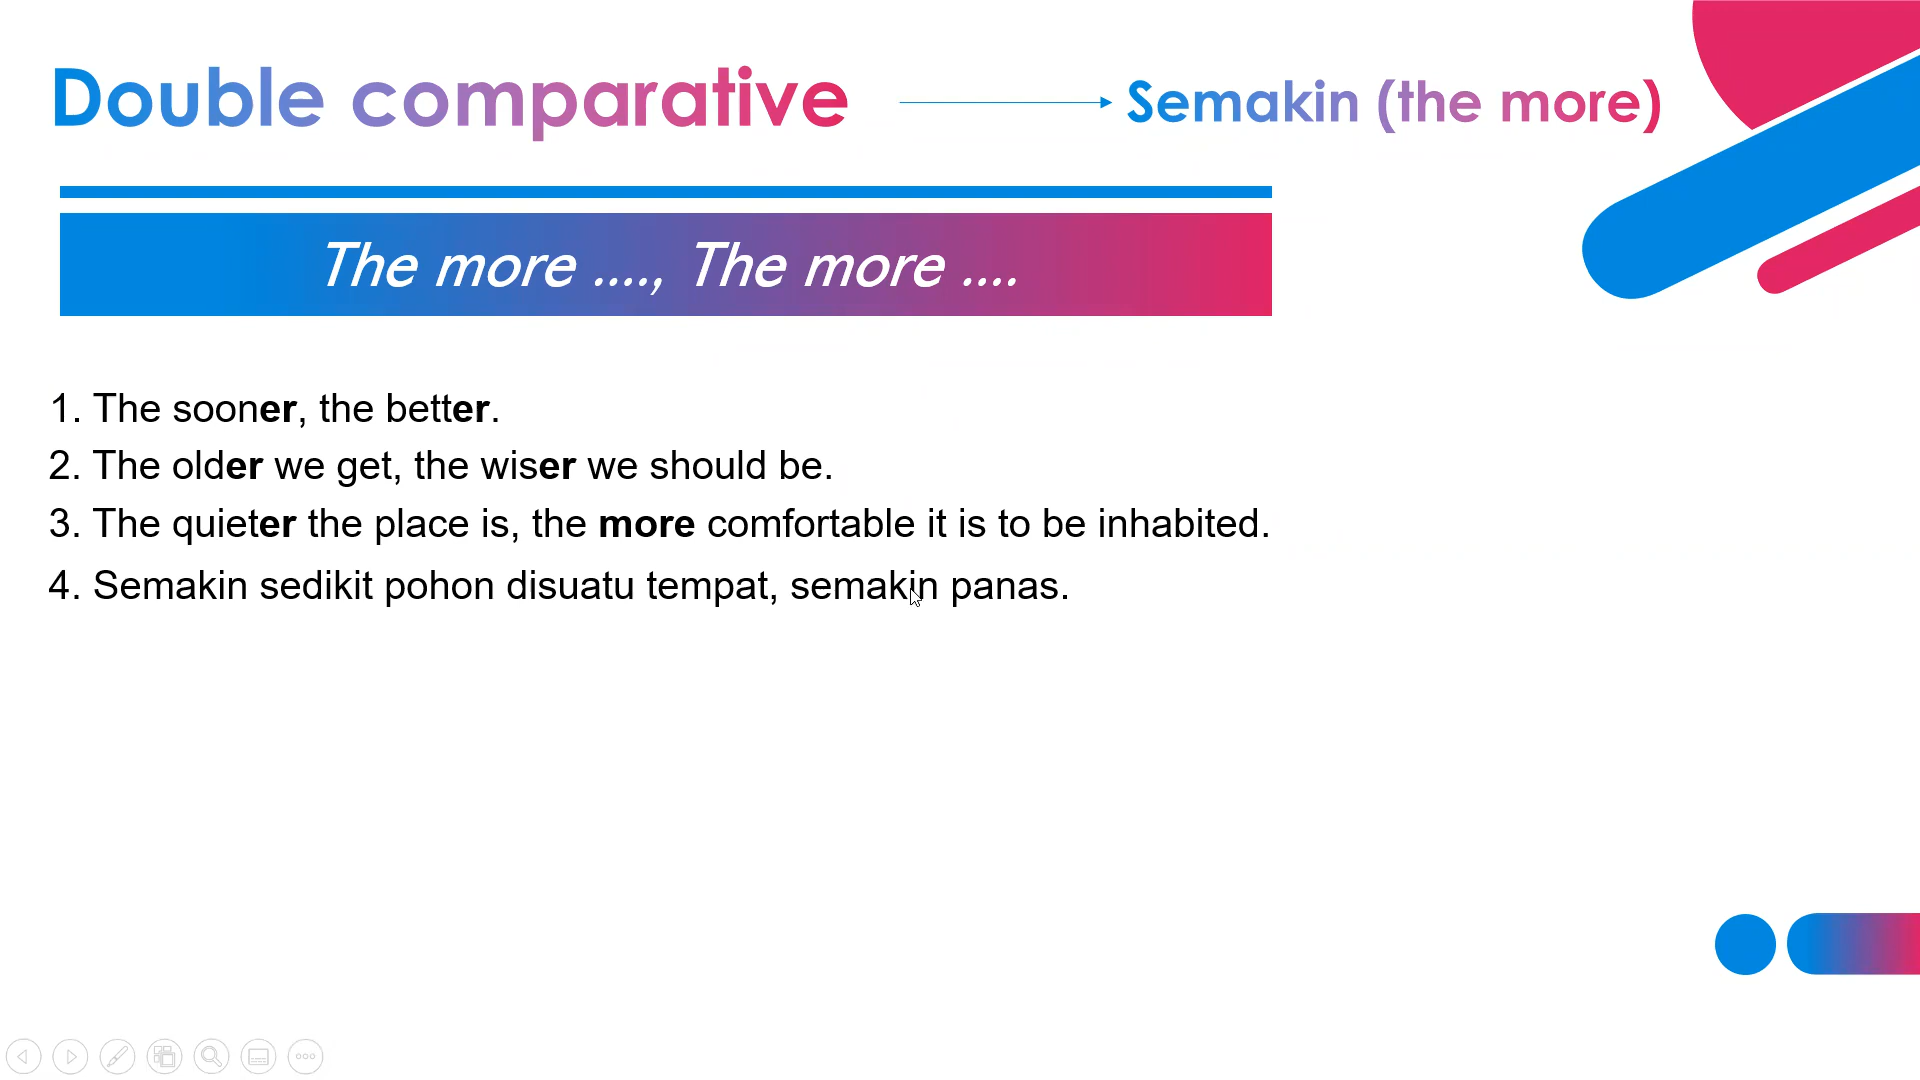 Double comparative
Semakin (the more)
The more ...., The more ....
1. The sooner, the better.
2. The older we get, the wiser we should be.
3. The quieter the place is, the more comfortable it is to be inhabited.
4. Semakin sedikit pohon disuatu tempat, semakin panas.